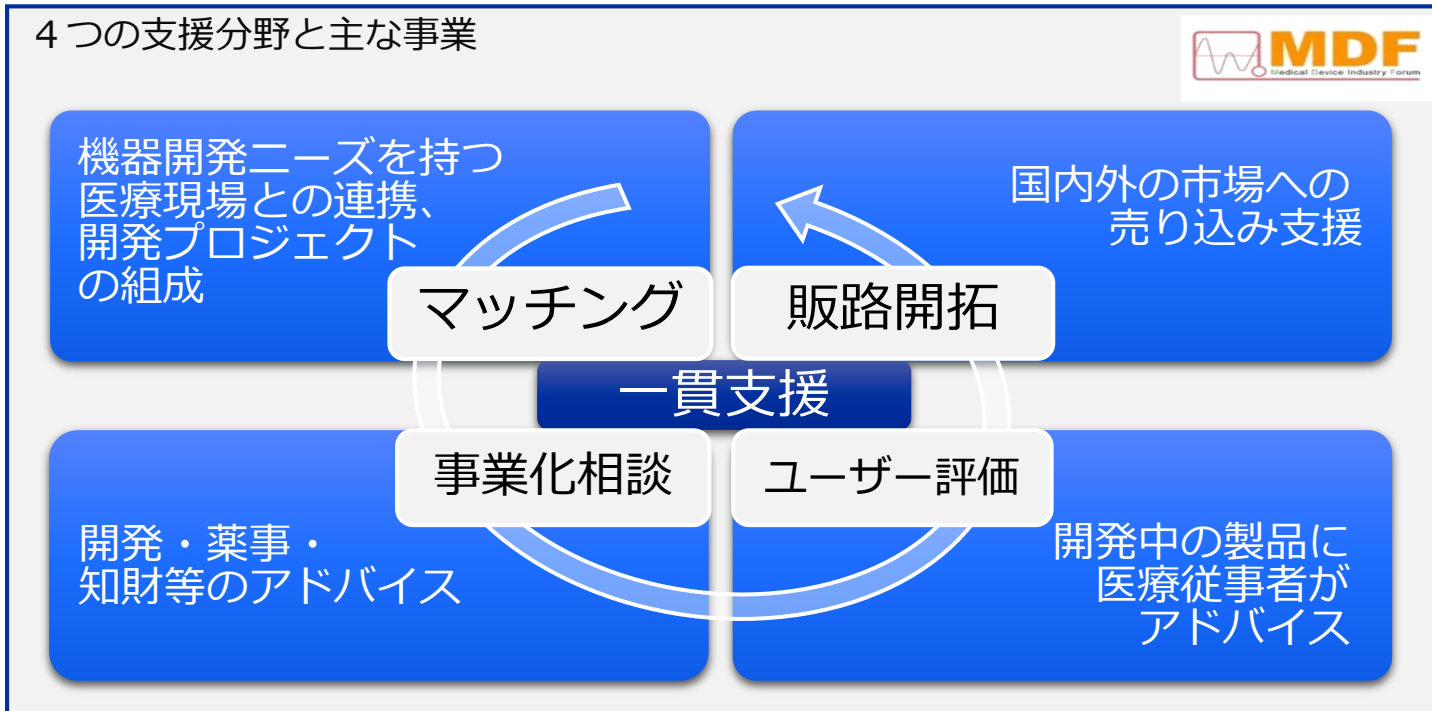 ４つの支援分野と主な事業
MDF
Medical Device Industry Forum
機器開発ニーズを持つ
医療現場との連携、
開発プロジェクト
の組成
マッチング
国内外の市場への
売り込み支援
販路開拓
一貫支援
事業化相談
開発・薬事・
知財等のアドバイス
ユーザー評価
開発中の製品に
医療従事者が
アドバイス